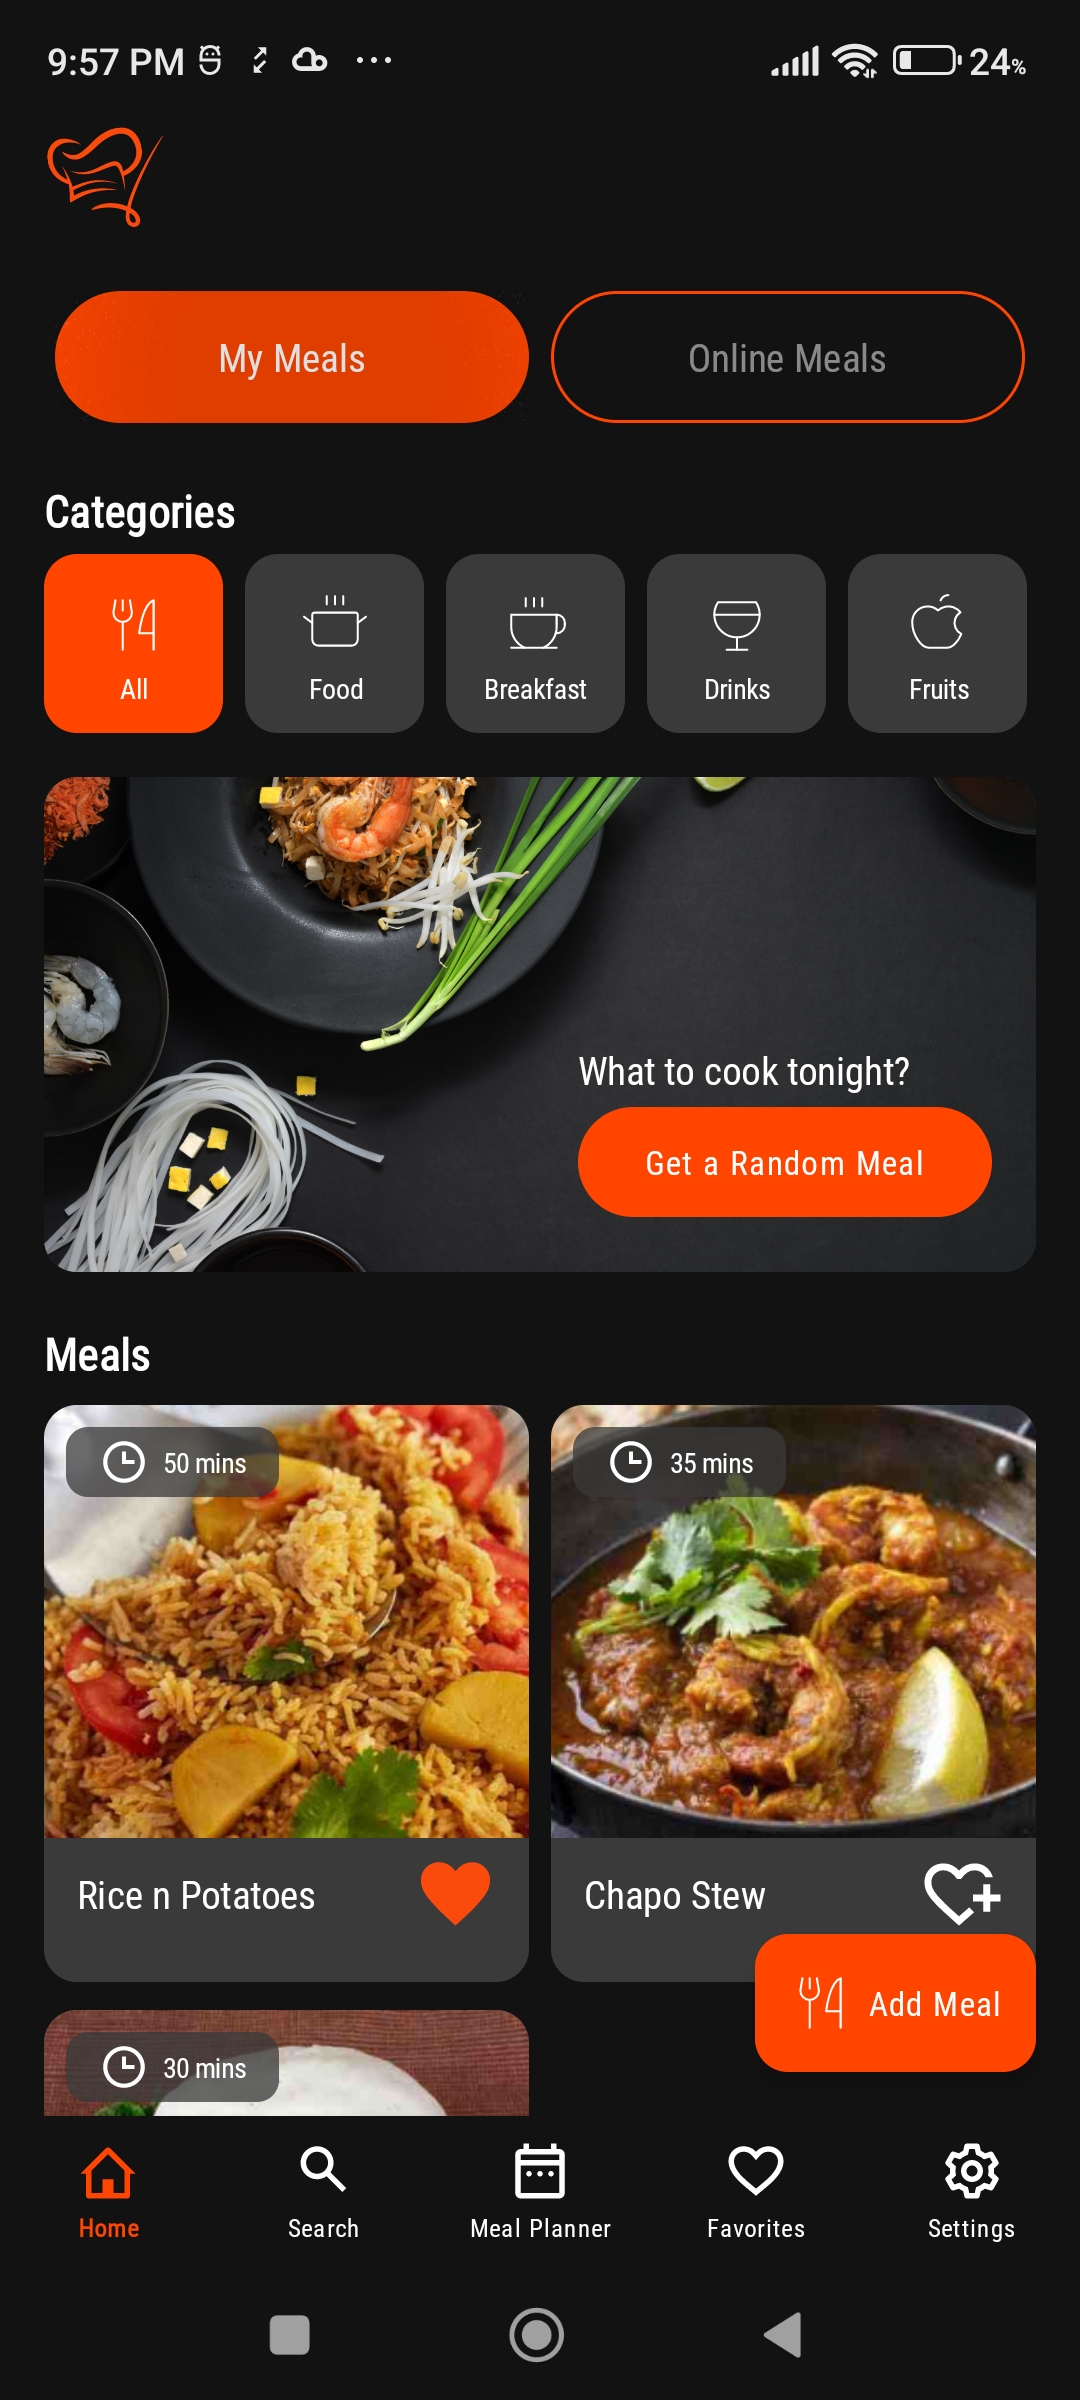 9:57 PM
24%
My Meals
Online Meals
Categories
All
Food
Breakfast
Drinks
Fruits
What to cook tonight?
Get a Random Meal
Meals
50 mins
35 mins
Rice n Potatoes
Chapo Stew
Add Meal
30 mins
Home
Search
Meal Planner
Favorites
Settings